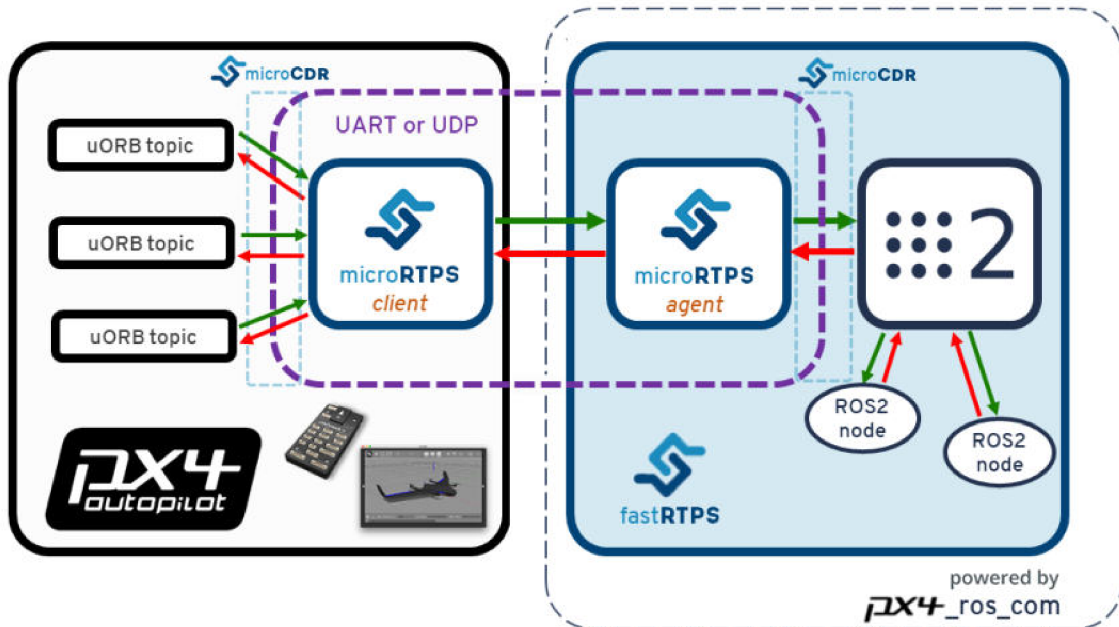 microCDR
UART or UDP
uORB topic
uORB topic
uORB topic
microRTPS
client
px4
autopilot
microCDR
microRTPS
agent
2
ROS2
node
ROS2
node
fastRTPS
powered by
px4_ros_com